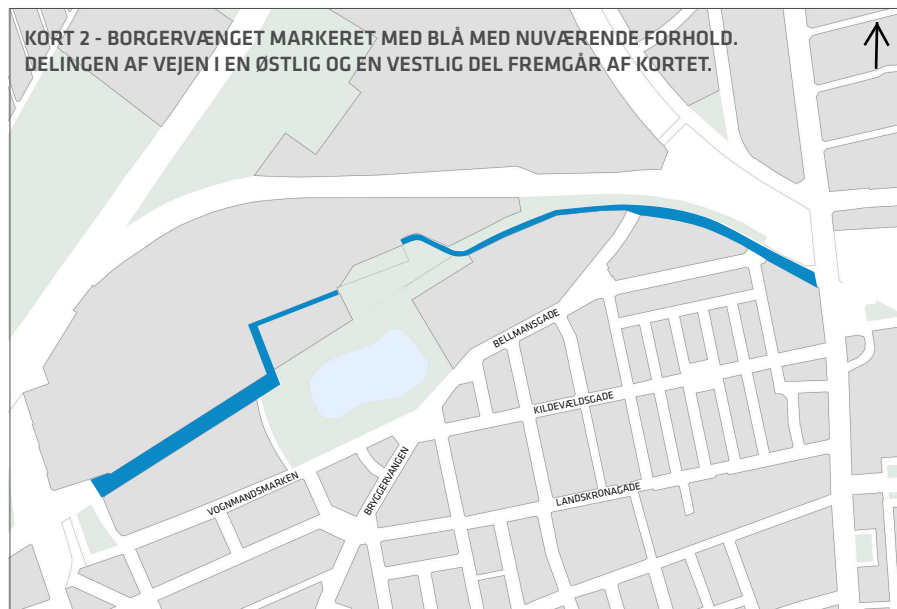 KORT 2 - BORGERVÆNGET MARKERET MED BLÅ MED NUVÆRENDE FORHOLD.
DELINGEN AF VEJEN I EN ØSTLIG OG EN VESTLIG DEL FREMGÅR AF KORTET.
BELLMANSGADE
KILDEVÆLDSGADE
BRYGGERVANGEN
VOGNMANDSMARKEN
LANDSKRONAGADE